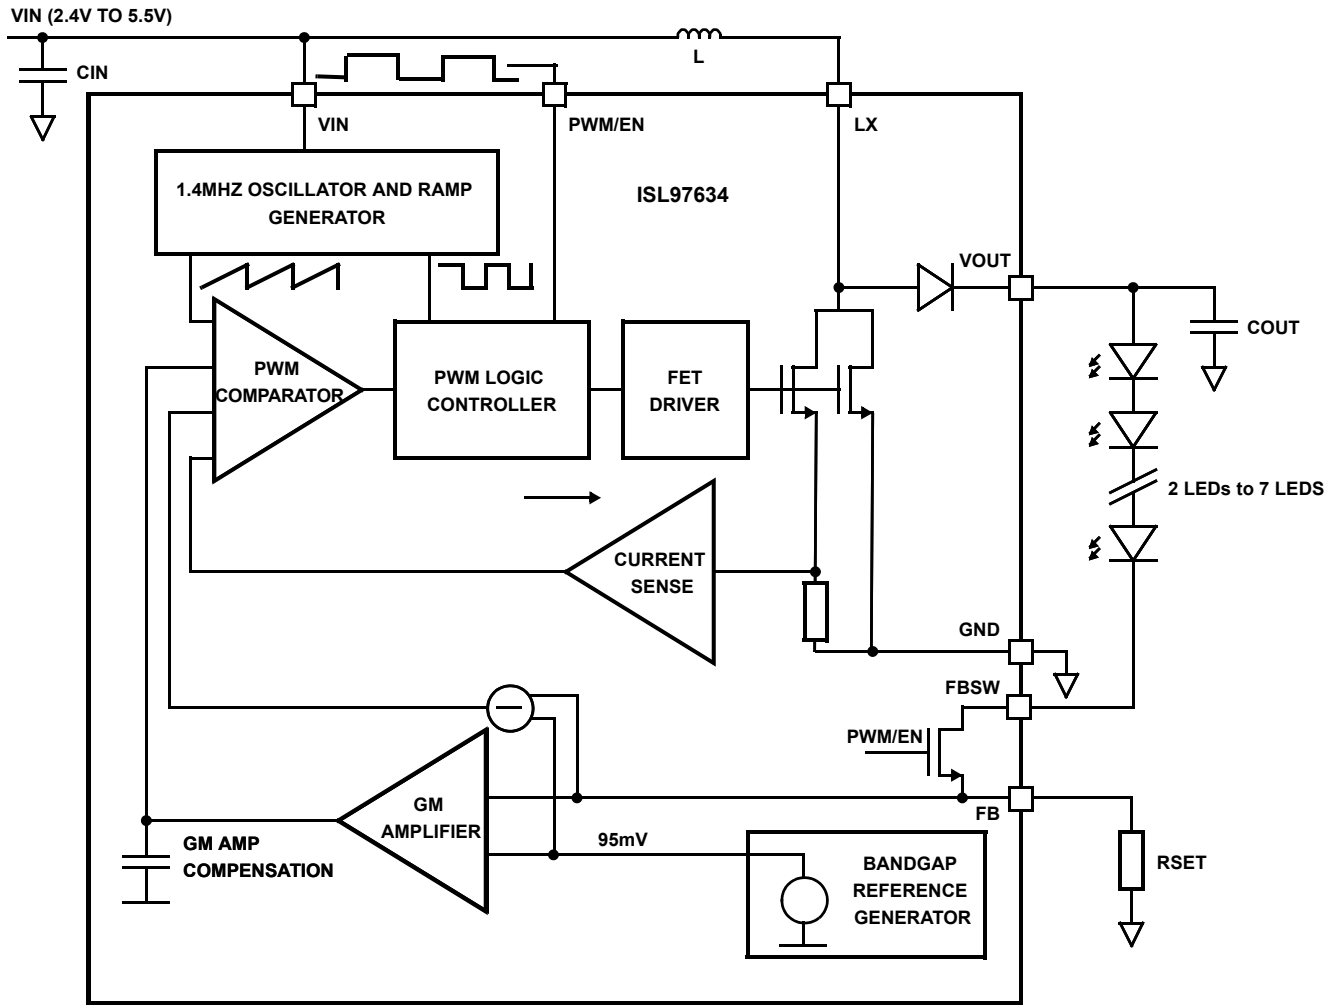 VIN (2.4V TO 5.5V)
CIN
L
VIN
PWM/EN
LX
1.4MHZ OSCILLATOR AND RAMP
GENERATOR
ISL97634
VOUT
COUT
PWM
COMPARATOR
PWM LOGIC
CONTROLLER
FET
DRIVER
2 LEDs to 7 LEDS
CURRENT
SENSE
GND
FBSW
PWM/EN
FB
GM
AMPLIFIER
95mV
GM AMP
COMPENSATION
BANDGAP
REFERENCE
GENERATOR
RSET